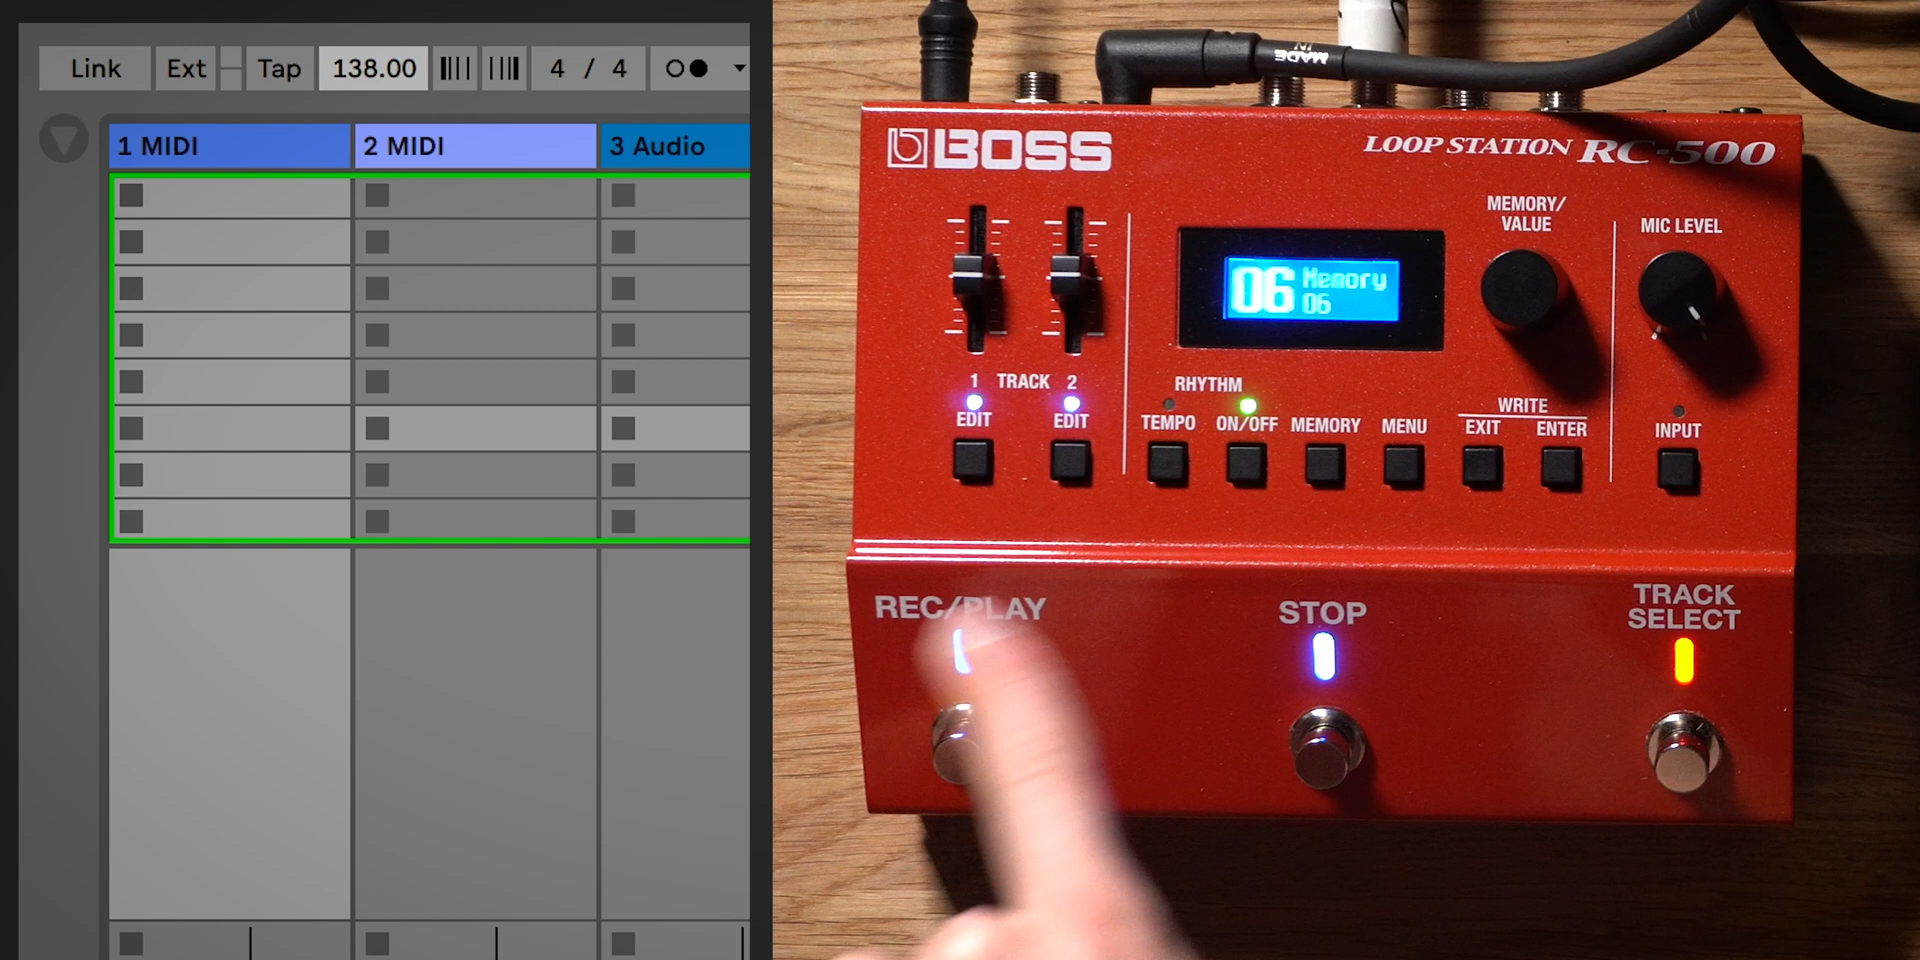 Link Ext Tap 138.00 4 / 4
1 MIDI 2 MIDI 3 Audio
MADE
IN
BOSS
LOOP STATION RC-500
MEMORY/
VALUE
MIC LEVEL
06 Memory
06
1 TRACK 2
EDIT EDIT
RHYTHM
TEMPO ON/OFF MEMORY MENU
WRITE
EXIT ENTER
INPUT
REC/PLAY
STOP
TRACK
SELECT